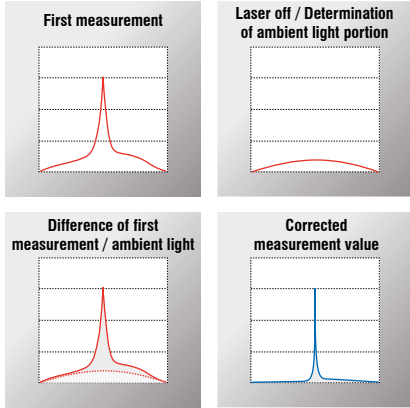 First measurement
Laser off / Determination
of ambient light portion
Difference of first
measurement / ambient light
Corrected
measurement value